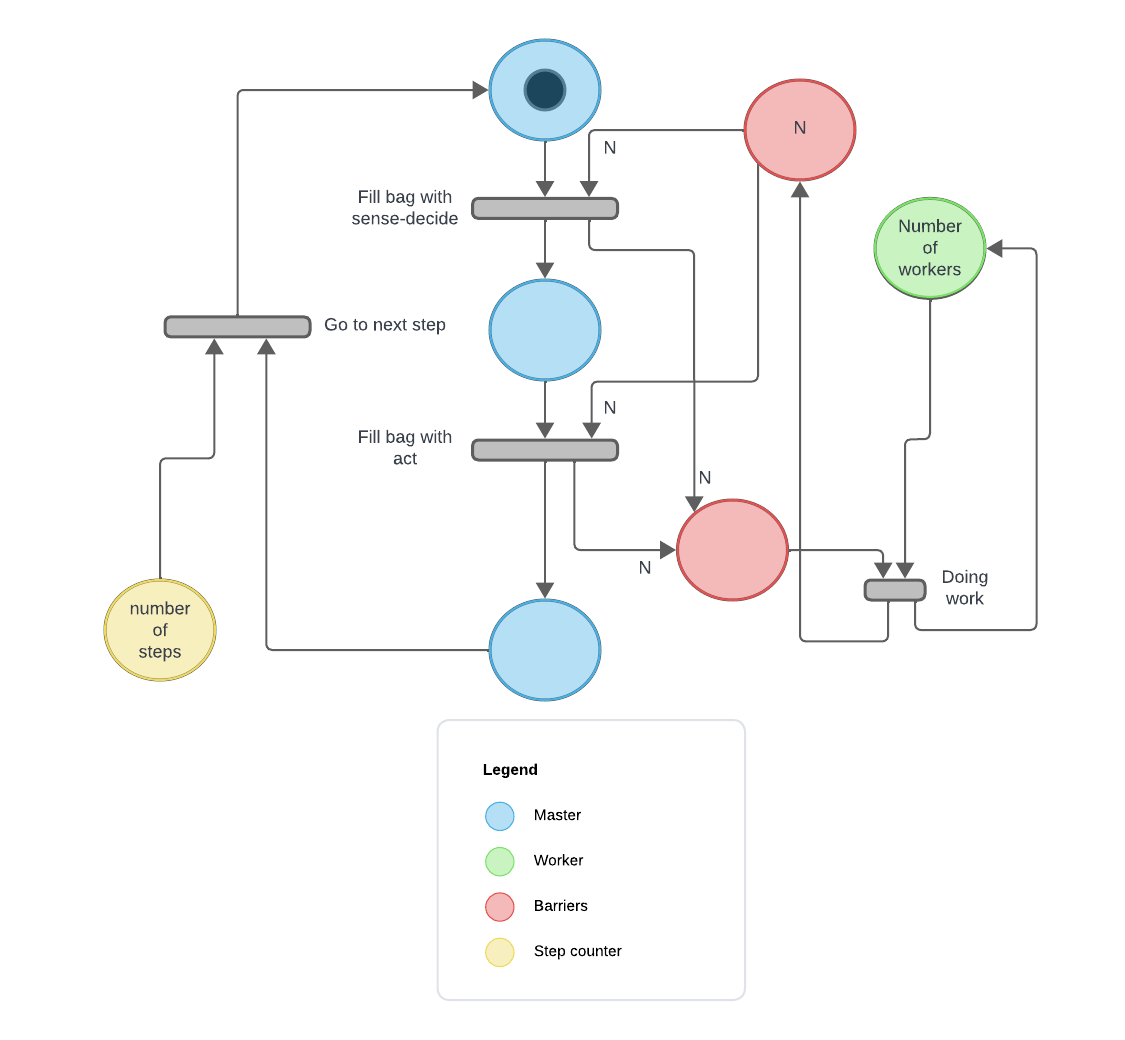 N
N
Fill bag with
sense-decide
Number
of
workers
Go to next step
N
Fill bag with
act
N
N
Doing
work
number
of
steps
Legend
Master
Worker
Barriers
Step counter